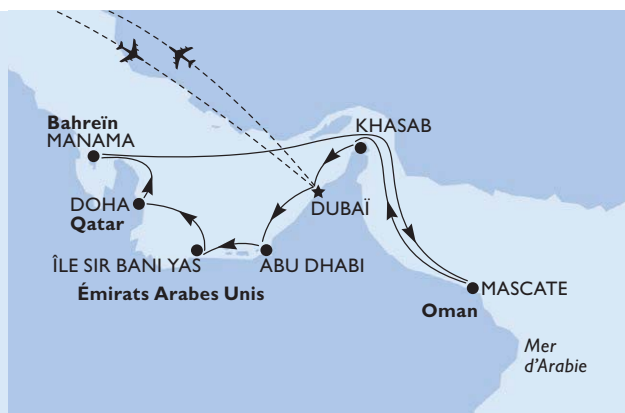 Bahreïn
MANAMA
KHASAB
DOHA
Qatar
DUBAÏ
ÎLE SIR BANI YAS
ABU DHABI
Émirats Arabes Unis
MASCATE
Oman
Mer
d'Arabie